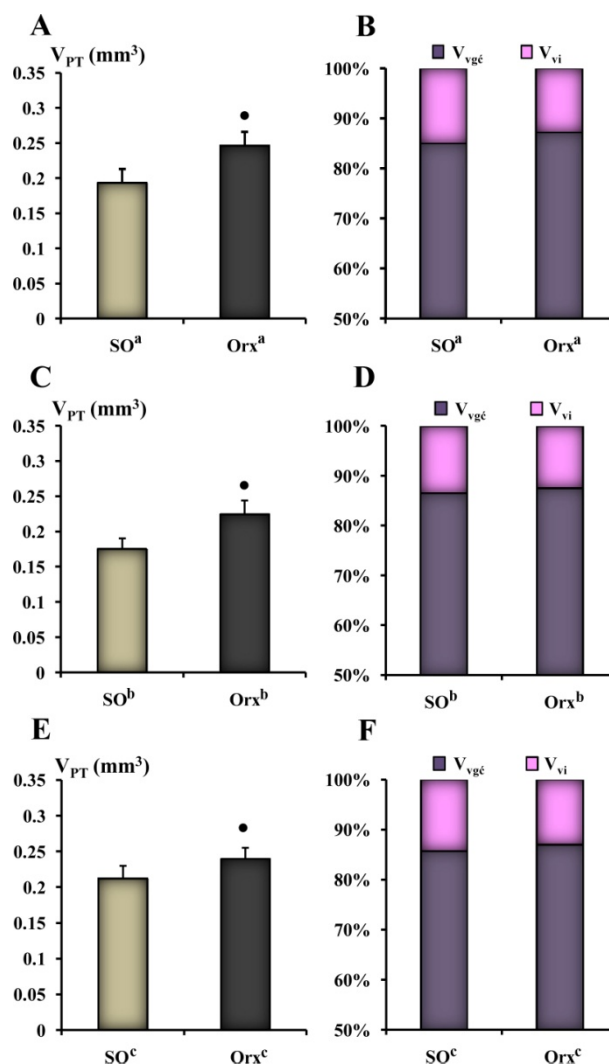 A
V_PT (mm³)
0.35
0.3
0.25
0.2
0.15
0.1
0.05
0
SOᵃ Orxᵃ
B
V_vgć V_vi
100%
90%
80%
70%
60%
50%
SOᵃ Orxᵃ
C
V_PT (mm³)
0.35
0.3
0.25
0.2
0.15
0.1
0.05
0
SOᵇ Orxᵇ
D
V_vgć V_vi
100%
90%
80%
70%
60%
50%
SOᵇ Orxᵇ
E
V_PT (mm³)
0.35
0.3
0.25
0.2
0.15
0.1
0.05
0
SOᶜ Orxᶜ
F
V_vgć V_vi
100%
90%
80%
70%
60%
50%
SOᶜ Orxᶜ